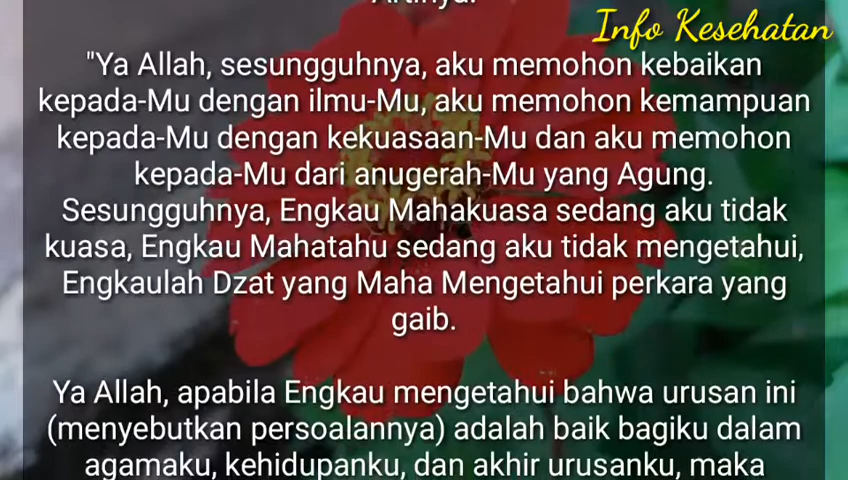 Artinya:
Info Kesehatan
"Ya Allah, sesungguhnya, aku memohon kebaikan
kepada-Mu dengan ilmu-Mu, aku memohon kemampuan
kepada-Mu dengan kekuasaan-Mu dan aku memohon
kepada-Mu dari anugerah-Mu yang Agung.
Sesungguhnya, Engkau Mahakuasa sedang aku tidak
kuasa, Engkau Mahatahu sedang aku tidak mengetahui,
Engkaulah Dzat yang Maha Mengetahui perkara yang
gaib.
Ya Allah, apabila Engkau mengetahui bahwa urusan ini
(menyebutkan persoalannya) adalah baik bagiku dalam
agamaku, kehidupanku, dan akhir urusanku, maka